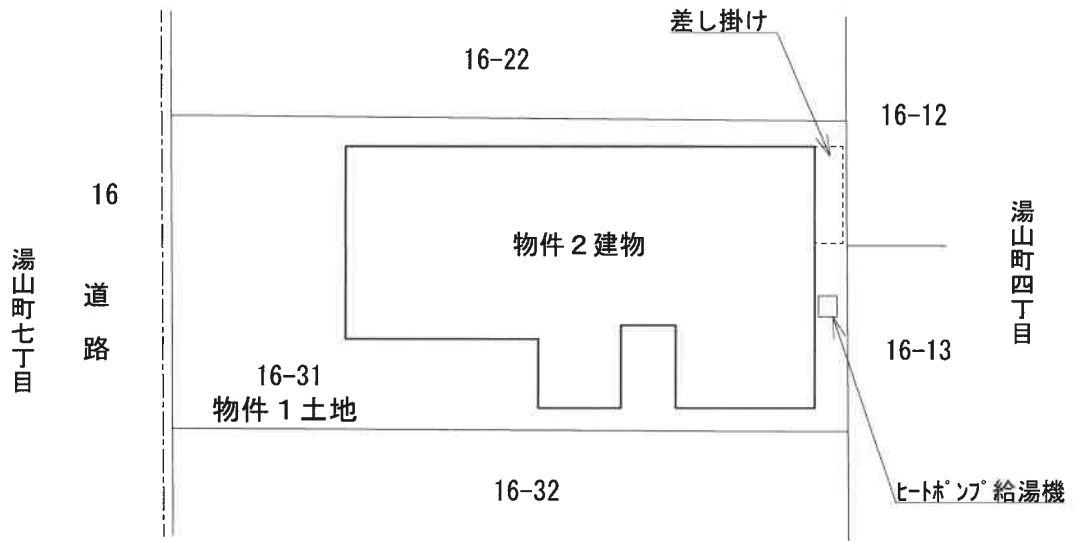 差し掛け
16-22
16-12
16
物件2建物
湯山町四丁目
湯山町七丁目
道路
16-13
16-31
物件1土地
16-32
ﾋｰﾄﾎﾟﾝﾌﾟ給湯機